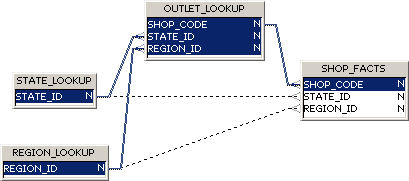 OUTLET_LOOKUP
SHOP_CODE N
STATE_ID N
REGION_ID N
STATE_LOOKUP
STATE_ID N
SHOP_FACTS
SHOP_CODE N
STATE_ID N
REGION_ID N
REGION_LOOKUP
REGION_ID N